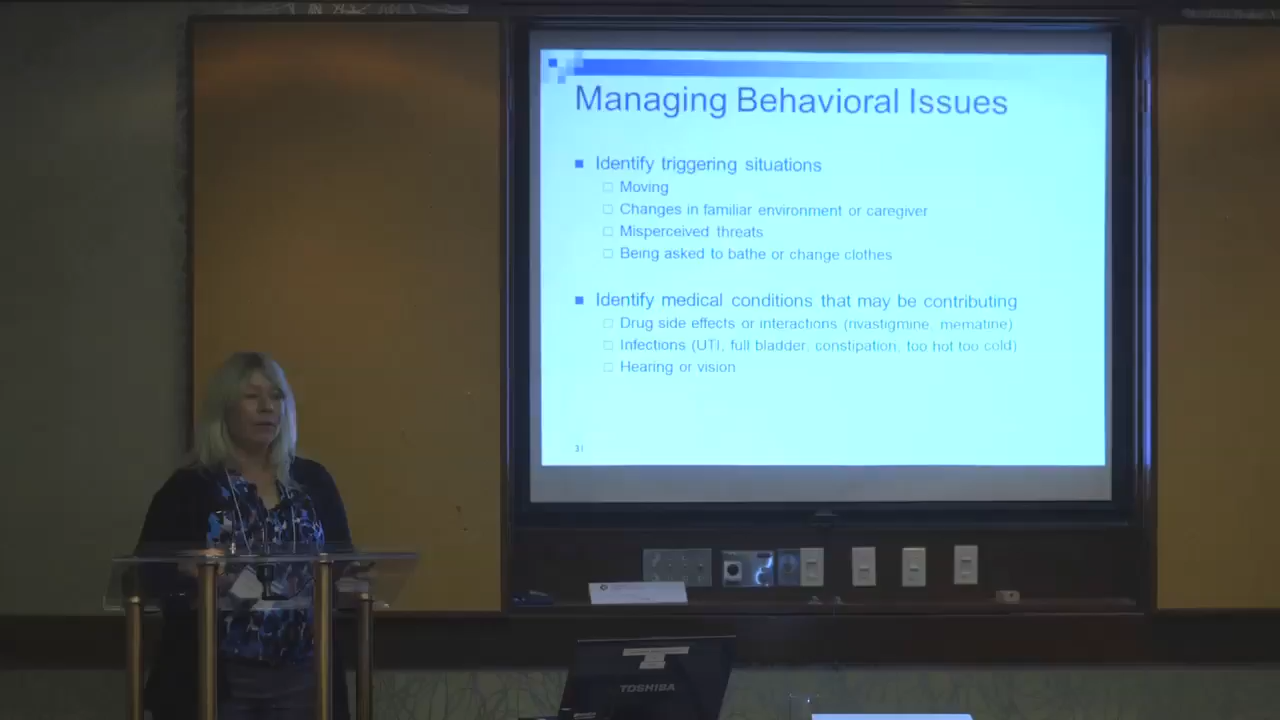 Managing Behavioral Issues
Identify triggering situations
Moving
Changes in familiar environment or caregiver
Misperceived threats
Being asked to bathe or change clothes
Identify medical conditions that may be contributing
Drug side effects or interactions (rivastigmine, mematine)
Infections (UTI, full bladder, constipation, too hot too cold)
Hearing or vision
31
TOSHIBA